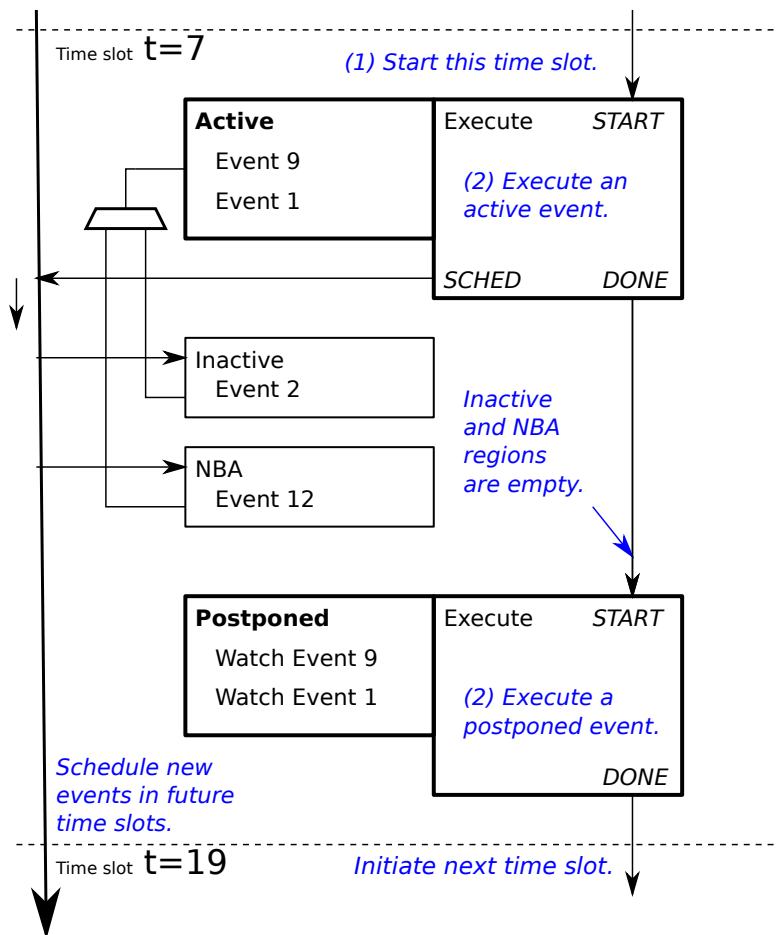 Time slot t=7
(1) Start this time slot.
Active
Event 9
Event 1
Execute START
(2) Execute an
active event.
SCHED DONE
Inactive
Event 2
Inactive
and NBA
regions
are empty.
NBA
Event 12
Postponed
Watch Event 9
Watch Event 1
Execute START
(2) Execute a
postponed event.
DONE
Schedule new
events in future
time slots.
Time slot t=19
Initiate next time slot.